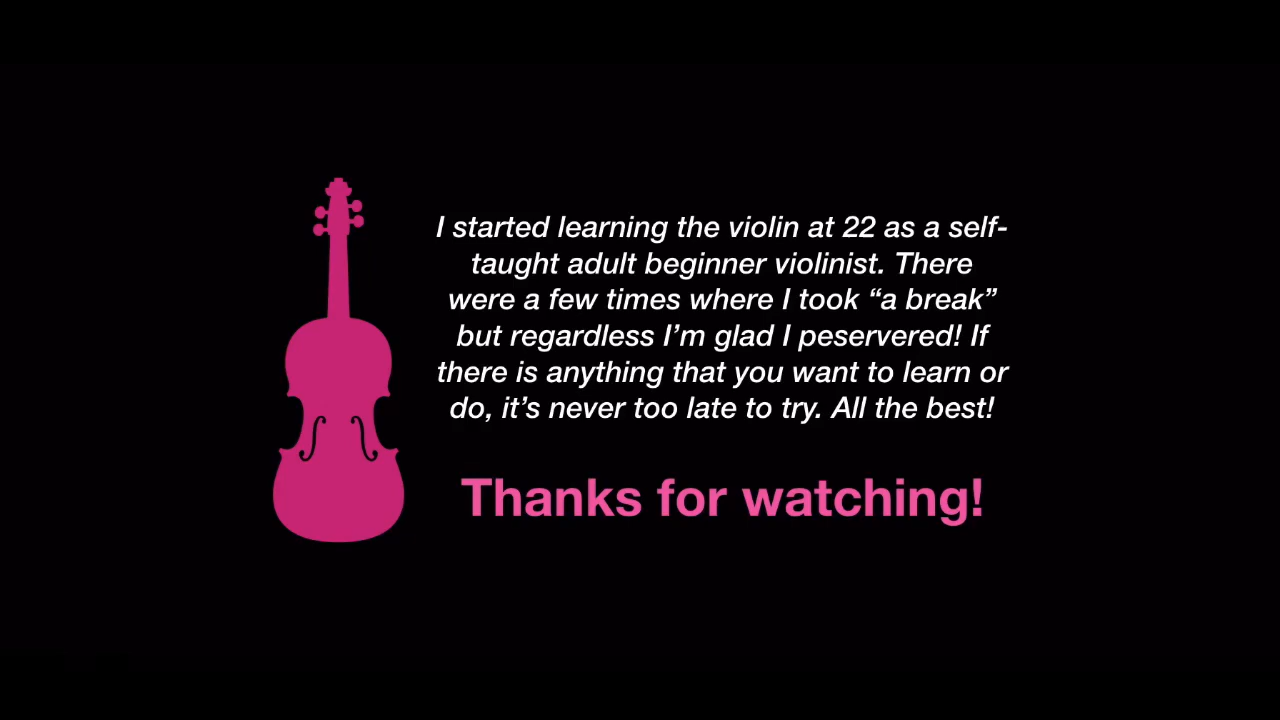 I started learning the violin at 22 as a self-
taught adult beginner violinist. There
were a few times where I took “a break”
but regardless I’m glad I peservered! If
there is anything that you want to learn or
do, it’s never too late to try. All the best!
Thanks for watching!